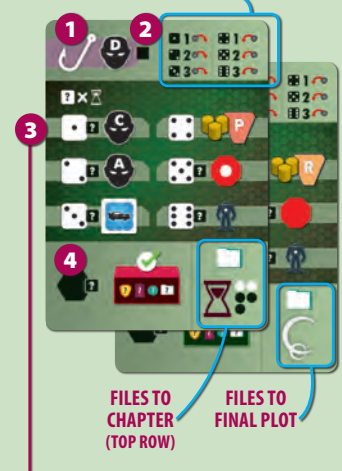 1
2
D
1
1
2
2
3
3
1
2
3
? x
3
? C
P
? A
R
?
4
?
? ?
FILES TO
CHAPTER
(TOP ROW)
FILES TO
FINAL PLOT